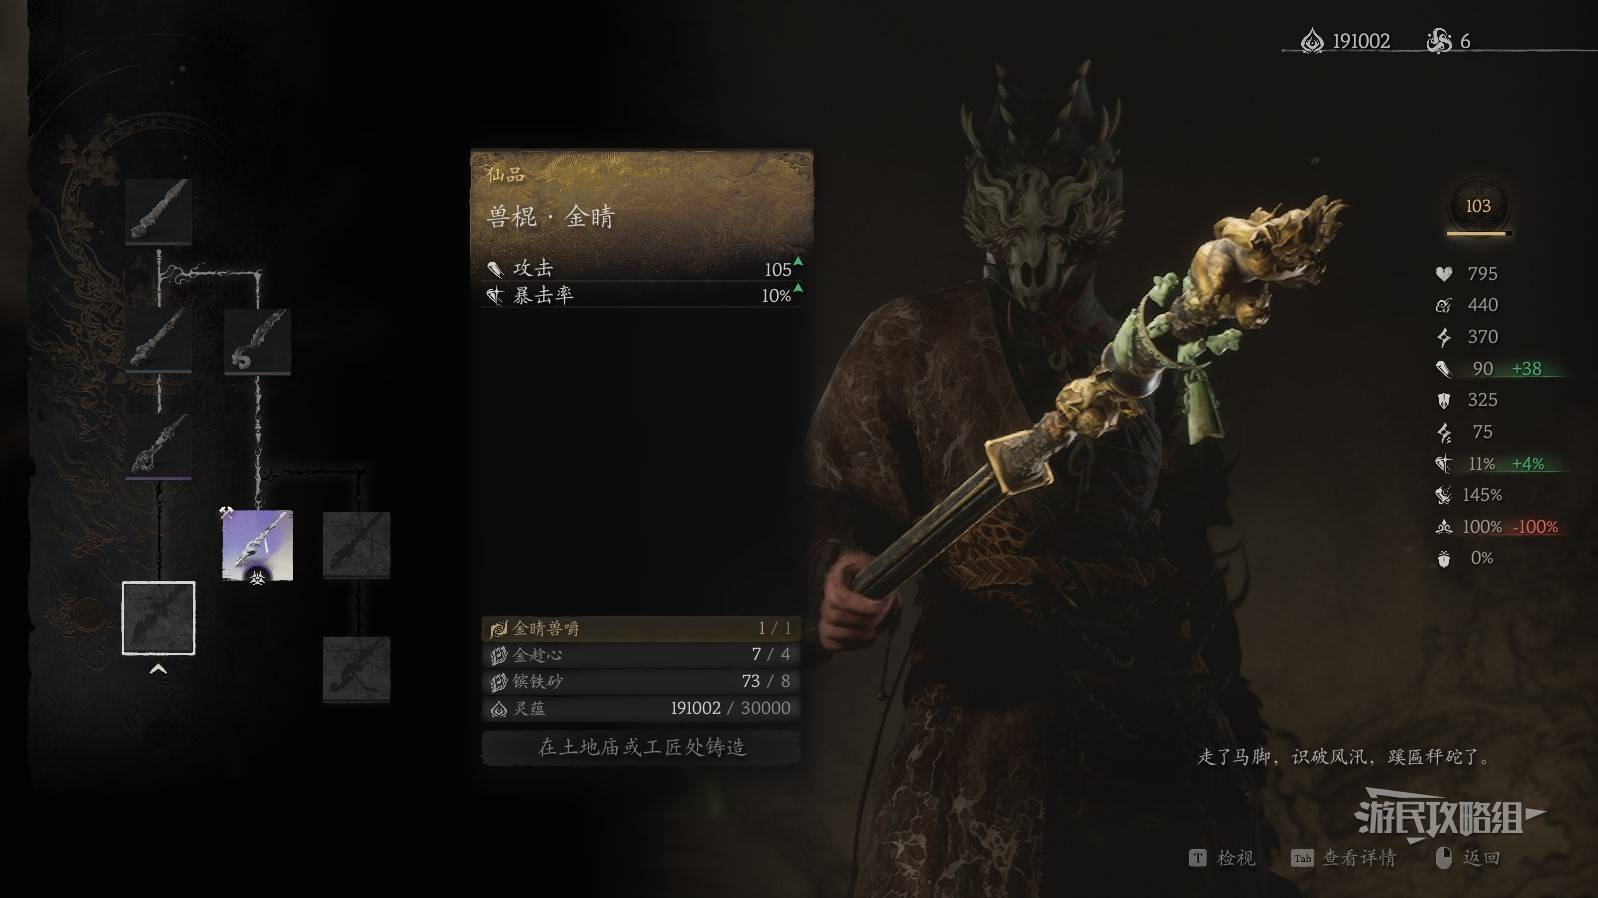 191002 6
仙品
兽棍·金睛
攻击 105
暴击率 10%
103
795
440
370
90 +38
325
75
11% +4%
145%
100% -100%
0%
金睛兽嚼 1 / 1
金趁心 7 / 4
镔铁砂 73 / 8
灵蕴 191002 / 30000
在土地庙或工匠处铸造
走了马脚，识破风汛，蹊匾秤砣了。
游民攻略组
T 检视 Tab 查看详情 返回